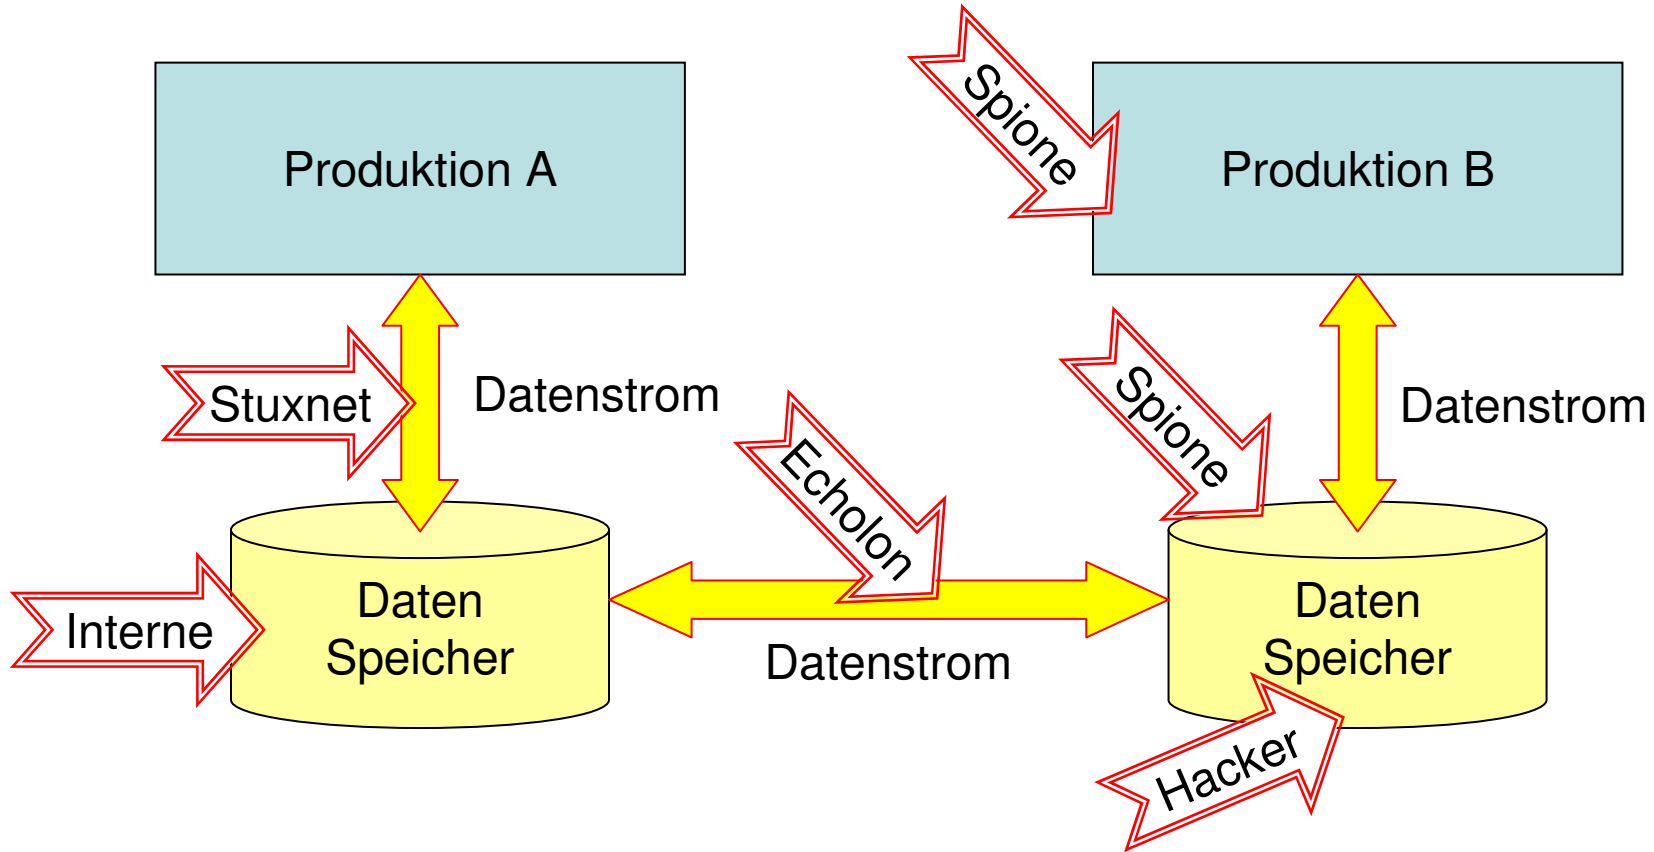 Spione
Produktion A
Produktion B
Spione
Stuxnet
Datenstrom
Datenstrom
Echolon
Interne
Daten
Speicher
Daten
Speicher
Datenstrom
Hacker